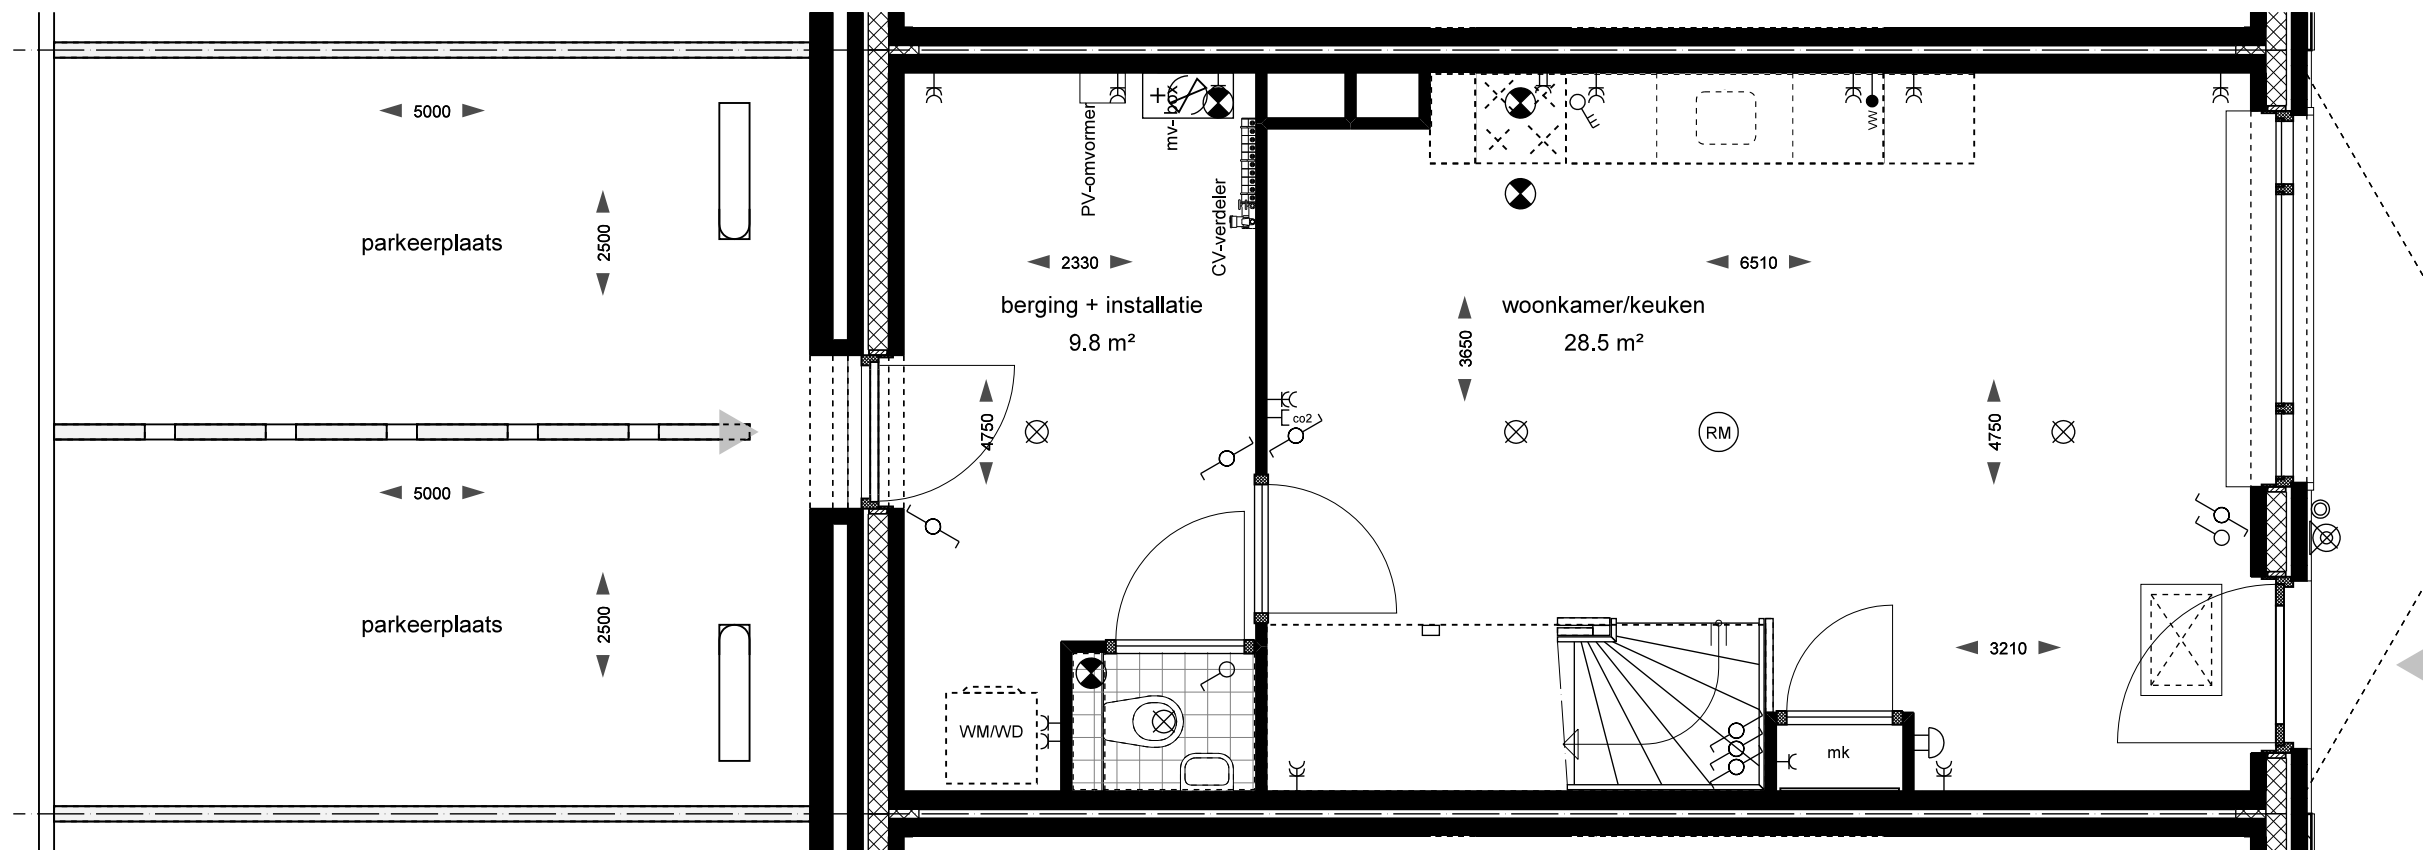 5000
2500
parkeerplaats
5000
2500
parkeerplaats
PV-omvormer
mv-box
CV-verdeler
2330
berging + installatie
9.8 m²
4750
WM/WD
E
VW
6510
woonkamer/keuken
28.5 m²
3650
co2
RM
4750
3210
mk